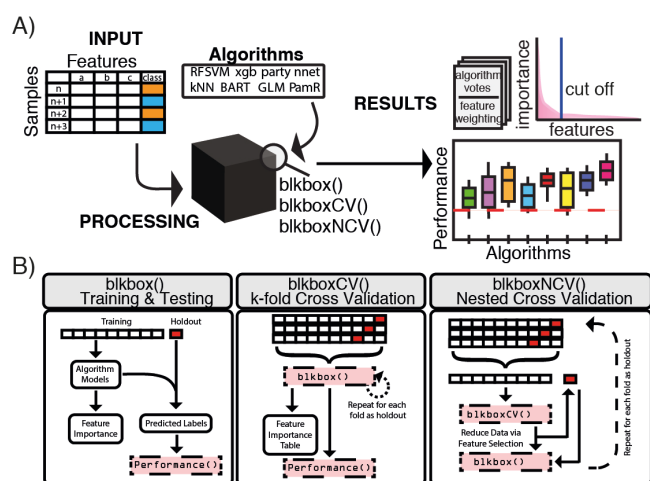 A)
INPUT
Features
Samples
a b c class
n
n+1
n+2
n+3
Algorithms
RFSVM xgb party nnet
kNN BART GLM PamR
PROCESSING
blkbox()
blkboxCV()
blkboxNCV()
RESULTS
algorithm
votes
feature
weighting
importance
cut off
features
Performance
Algorithms
B)
blkbox()
Training & Testing
Training
Holdout
Algorithm
Models
Feature
Importance
Predicted Labels
Performance()
blkboxCV()
k-fold Cross Validation
blkbox()
Repeat for each
fold as holdout
Feature
Importance
Table
Performance()
blkboxNCV()
Nested Cross Validation
blkboxCV()
Reduce Data via
Feature Selection
blkbox()
Repeat for each fold as holdout